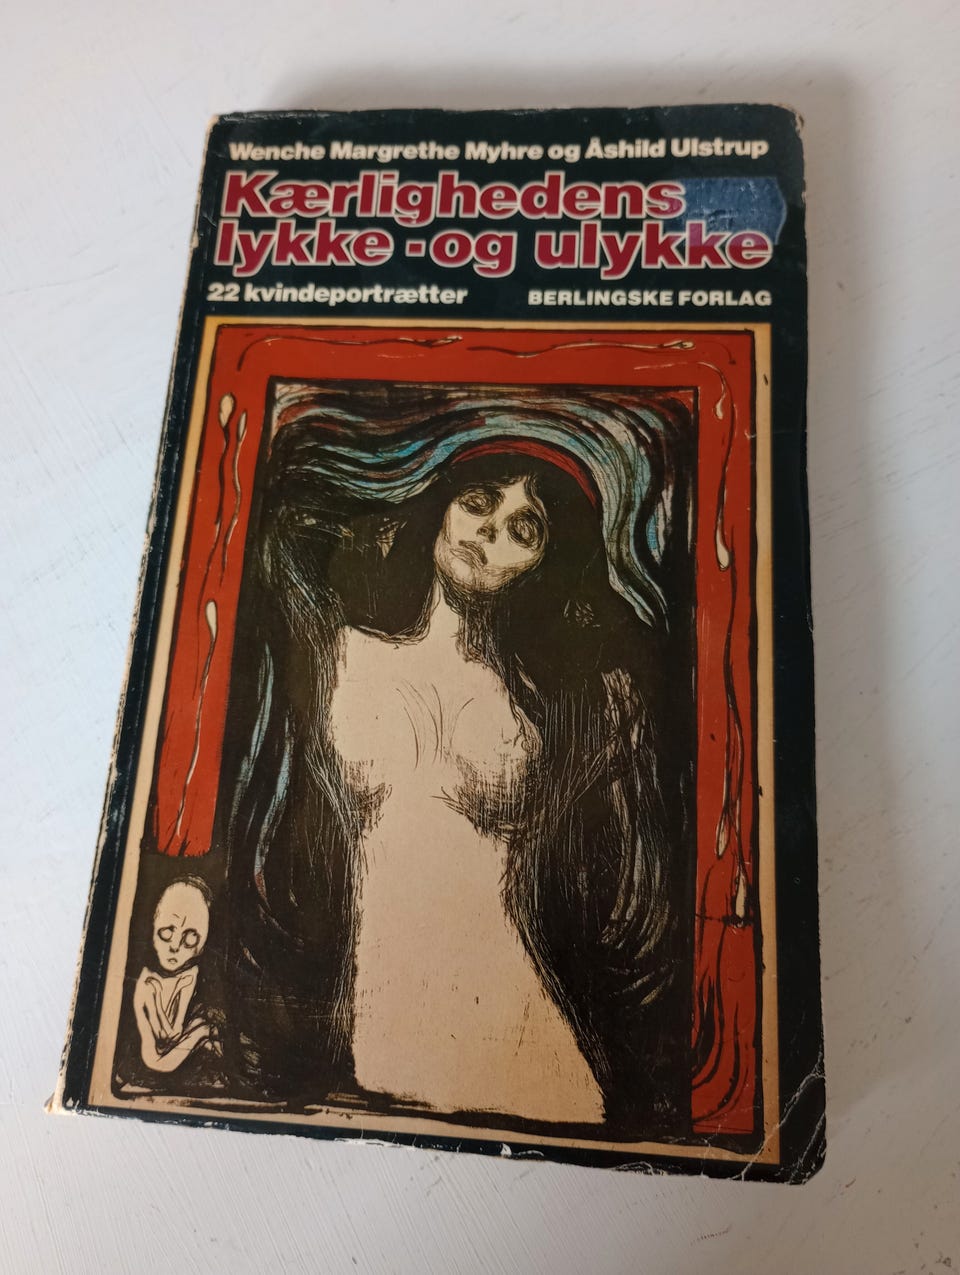 Wenche Margrethe Myhre og Åshild Ulstrup
Kærlighedens
lykke - og ulykke
22 kvindeportrætter BERLINGSKE FORLAG